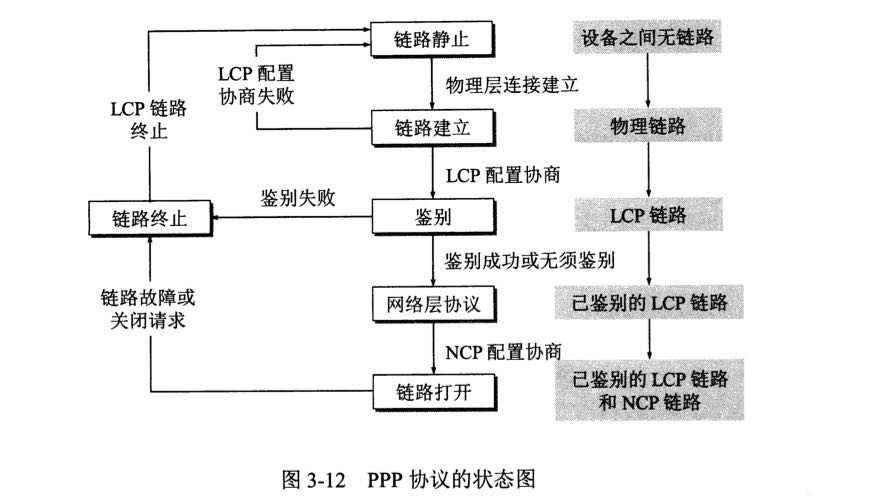 链路静止
设备之间无链路
LCP 配置
协商失败
物理层连接建立
LCP 链路
终止
链路建立
物理链路
LCP 配置协商
鉴别失败
链路终止
鉴别
LCP 链路
鉴别成功或无须鉴别
链路故障或
关闭请求
网络层协议
已鉴别的 LCP 链路
NCP 配置协商
链路打开
已鉴别的 LCP 链路
和 NCP 链路
图 3-12 PPP 协议的状态图